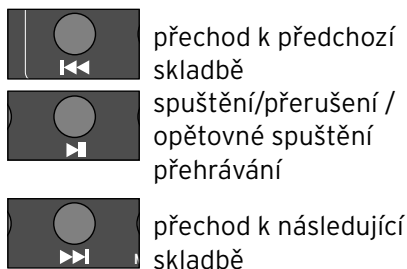 přechod k předchozí
skladbě
spuštění/přerušení /
opětovné spuštění
přehrávání
přechod k následující
skladbě